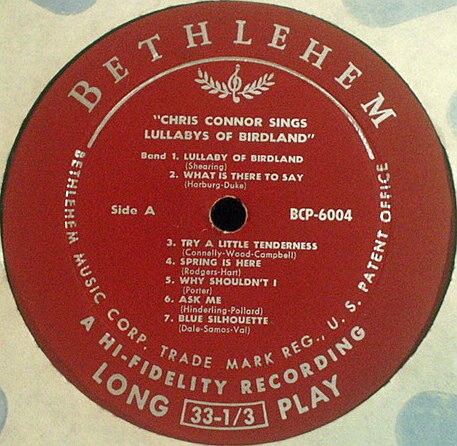 BETHLEHEM
"CHRIS CONNOR SINGS
LULLABYS OF BIRDLAND"
Band 1. LULLABY OF BIRDLAND
(Shearing)
2. WHAT IS THERE TO SAY
(Harburg-Duke)
Side A
BCP-6004
3. TRY A LITTLE TENDERNESS
(Connelly-Wood-Campbell)
4. SPRING IS HERE
(Rodgers-Hart)
5. WHY SHOULDN'T I
(Porter)
6. ASK ME
(Hinderling-Pollard)
7. BLUE SILHOUETTE
(Dale-Samos-Val)
BETHLEHEM MUSIC CORP. TRADE MARK REG., U. S. PATENT OFFICE
A HI-FIDELITY RECORDING
LONG 33-1/3 PLAY